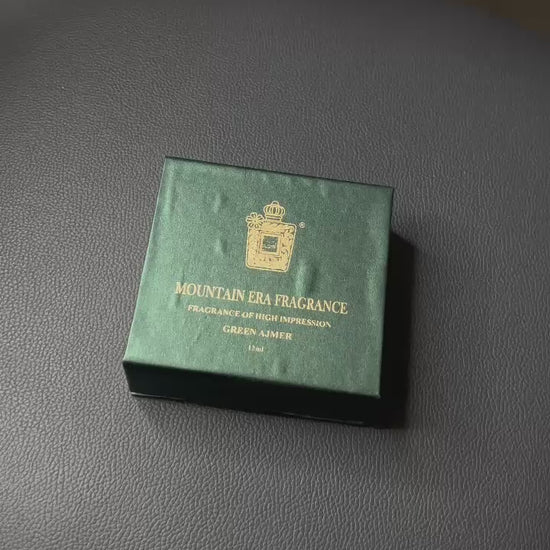 ®
MOUNTAIN ERA FRAGRANCE
FRAGRANCE OF HIGH IMPRESSION
GREEN AJMER
12ml